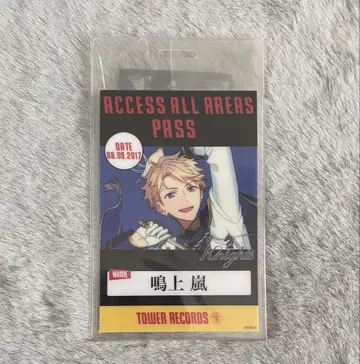 ACCESS ALL AREAS
PASS
DATE
08.09.2017
Knights
NAME
鳴上 嵐
TOWER RECORDS